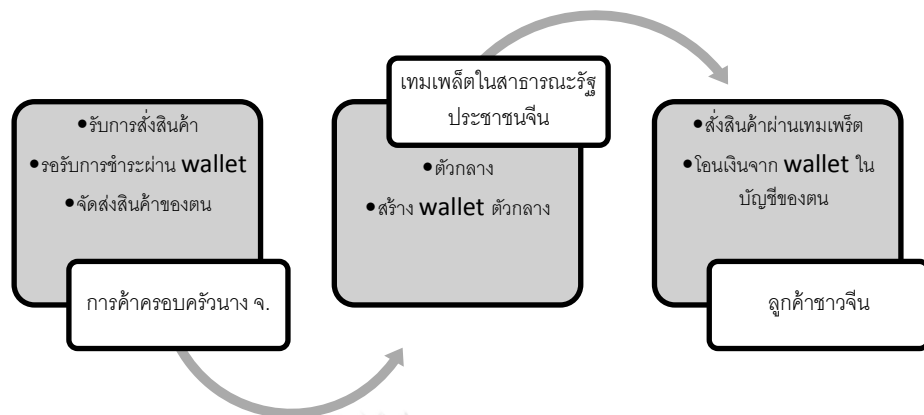 •รับการสั่งสินค้า
•รอรับการชำระผ่าน wallet
•จัดส่งสินค้าของตน
การค้าครอบครัวนาง จ.
เทมเพล็ตในสาธารณะรัฐ
ประชาชนจีน
•ตัวกลาง
•สร้าง wallet ตัวกลาง
•สั่งสินค้าผ่านเทมเพร็ต
•โอนเงินจาก wallet ใน
บัญชีของตน
ลูกค้าชาวจีน